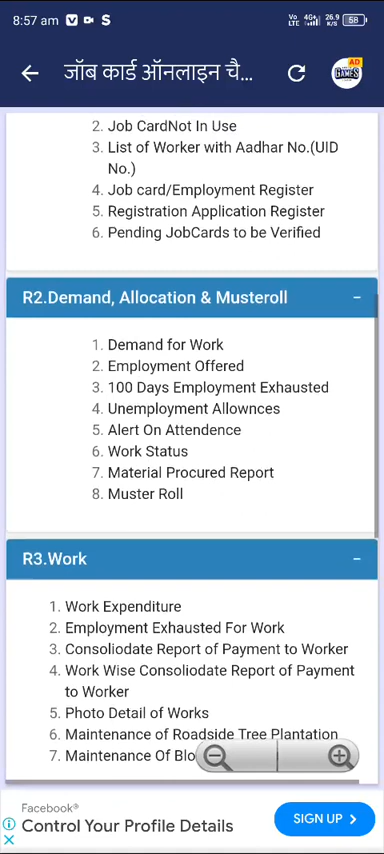 8:57 am
Vo LTE 4G+ 26.9 K/S 58
जॉब कार्ड ऑनलाइन चै...
AD
GAMES
2. Job CardNot In Use
3. List of Worker with Aadhar No.(UID
No.)
4. Job card/Employment Register
5. Registration Application Register
6. Pending JobCards to be Verified
R2.Demand, Allocation & Musteroll
1. Demand for Work
2. Employment Offered
3. 100 Days Employment Exhausted
4. Unemployment Allownces
5. Alert On Attendence
6. Work Status
7. Material Procured Report
8. Muster Roll
R3.Work
1. Work Expenditure
2. Employment Exhausted For Work
3. Consoliodate Report of Payment to Worker
4. Work Wise Consoliodate Report of Payment
to Worker
5. Photo Detail of Works
6. Maintenance of Roadside Tree Plantation
7. Maintenance Of Blo
Facebook®
Control Your Profile Details
SIGN UP